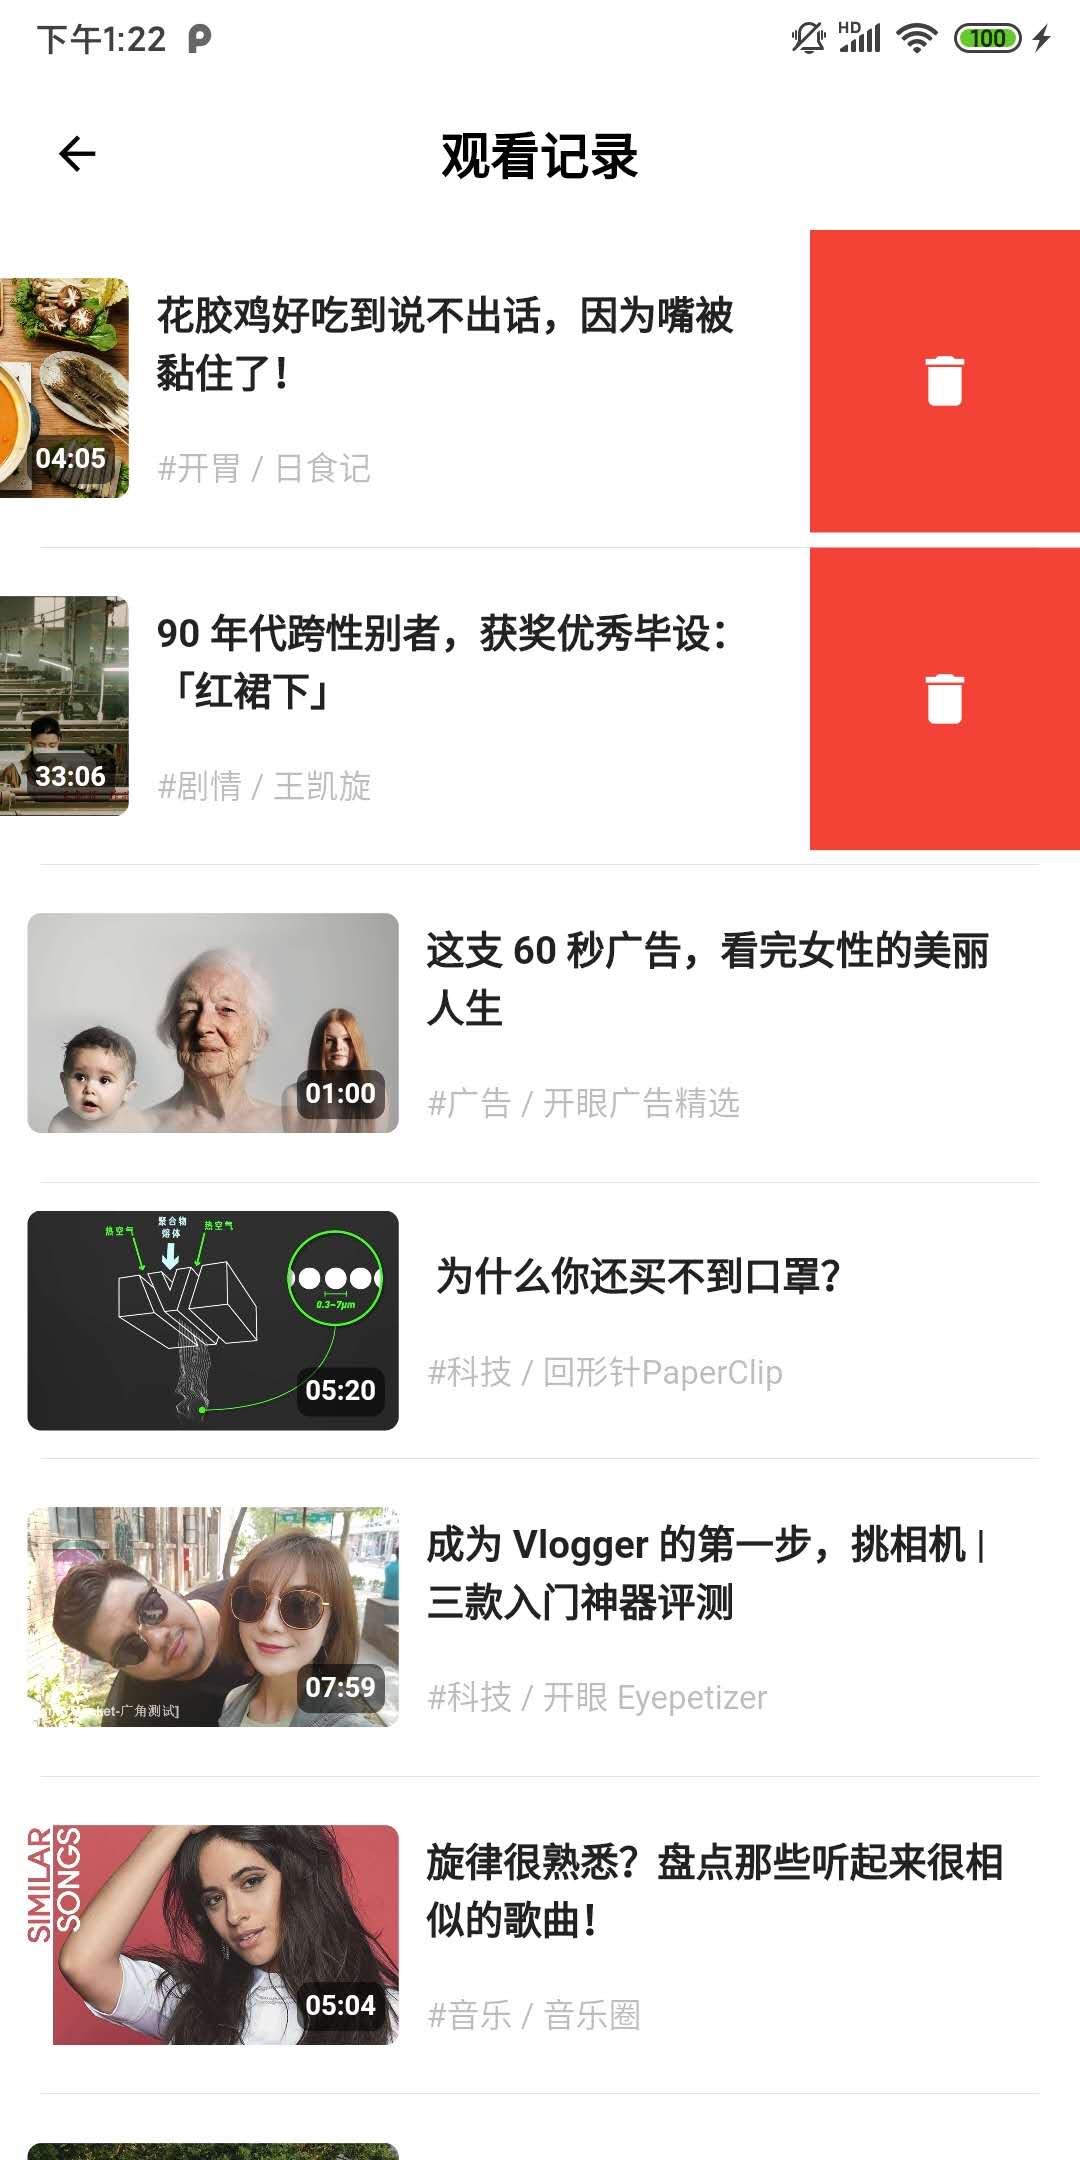 下午1:22
HD
100
观看记录
花胶鸡好吃到说不出话，因为嘴被
黏住了！
04:05
#开胃 / 日食记
90 年代跨性别者，获奖优秀毕设：
「红裙下」
33:06
#剧情 / 王凯旋
这支 60 秒广告，看完女性的美丽
人生
01:00
#广告 / 开眼广告精选
热空气
聚合物
熔体
热空气
0.3~7μm
为什么你还买不到口罩？
05:20
#科技 / 回形针PaperClip
成为 Vlogger 的第一步，挑相机 |
三款入门神器评测
07:59
ket-广角测试]
#科技 / 开眼 Eyepetizer
SIMILAR
SONGS
旋律很熟悉？盘点那些听起来很相
似的歌曲！
05:04
#音乐 / 音乐圈